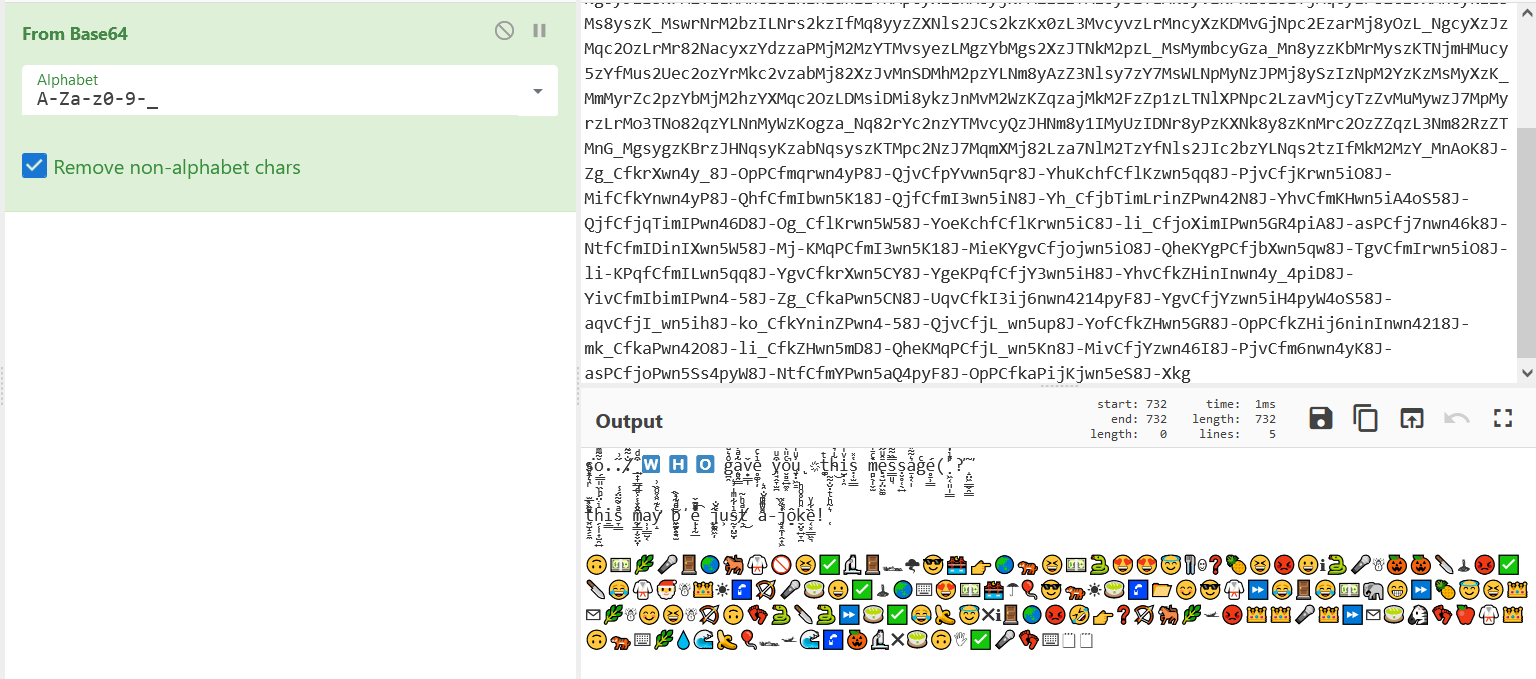 From Base64
Alphabet
A-Za-z0-9-_
Remove non-alphabet chars
Ms8yszK_MswrNrM2bzILNrs2kzIfMq8yyzZXNls2JCs2kzKx0zL3MvcyvzLrMncyXzKDMvGjNpc2EzarMj8yOzL_NgcyXzJz
Mqc2OzLrMr82NacyxzYdzzaPMjM2MzYTMvsyezLMgzYbMgs2XzJTNkM2pzL_MsMymbcyGza_Mn8yzzKbMrMyszKTNjmHMucy
5zYfMus2Uec2ozYrMkc2vzabMj82XzJvMnSDMhM2pzYLNm8yAzZ3Nlsy7zY7MsWLNpMyNzJPMj8ySzIzNpM2YzKzMsMyXzK_
MmMyrZc2pzYbMjM2hzYXMqc2OzLDMsiDMi8ykzJnMvM2WzKZqzajMkM2FzZp1zLTNlXPNpc2LzavMjcyTzZvMuMywzJ7MpMy
rzLrMo3TNo82qzYLNnMyWzKogza_Nq82rYc2nzYTMvcyQzJHNm8y1IMyUzIDNr8yPzKXNk8y8zKnMrc2OzZZqzL3Nm82RzZT
MnG_MgsygzKBrzJHNqsyKzabNqsyszKTMpc2NzJ7MqmXMj82Lza7NlM2TzYfNls2JIc2bzYLNqs2tzIfMkM2MzY_MnAoK8J-
Zg_CfkrXwn4y_8J-OpPCfmqrwn4yP8J-QjvCfpYvwn5qr8J-YhuKchfCflKzwn5qq8J-PjvCfjKrwn5iO8J-
MifCfkYnwn4yP8J-QhfCfmIbwn5K18J-QjfCfmI3wn5iN8J-Yh_CfjbTimLrinZPwn42N8J-YhvCfmKHwn5iA4oS58J-
QjfCfjqTimIPwn46D8J-Og_CflKrwn5W58J-YoeKchfCflKrwn5iC8J-li_CfjoXimIPwn5GR4piA8J-asPCfj7nwn46k8J-
NtfCfmIDinIXwn5W58J-Mj-KMqPCfmI3wn5K18J-MieKYgvCfjojwn5iO8J-QheKYgPCfjbXwn5qw8J-TgvCfmIrwn5iO8J-
li-KPqfCfmILwn5qq8J-YgvCfkrXwn5CY8J-YgeKPqfCfjY3wn5iH8J-YhvCfkZHinInwn4y_4piD8J-
YivCfmIbimIPwn4-58J-Zg_CfkaPwn5CN8J-UqvCfkI3ij6nwn4214pyF8J-YgvCfjYzwn5iH4pyW4oS58J-
aqvCfjI_wn5ih8J-ko_CfkYninZPwn4-58J-QjvCfjL_wn5up8J-YofCfkZHwn5GR8J-OpPCfkZHij6ninInwn4218J-
mk_CfkaPwn42O8J-li_CfkZHwn5mD8J-QheKMqPCfjL_wn5Kn8J-MivCfjYzwn46I8J-PjvCfm6nwn4yK8J-
asPCfjoPwn5Ss4pyW8J-NtfCfmYPwn5aQ4pyF8J-OpPCfkaPijKjwn5eS8J-Xkg
Output
start: 732 time: 1ms
end: 732 length: 732
length: 0 lines: 5
so../ W H O gave you this message(?
this may be just a joke!